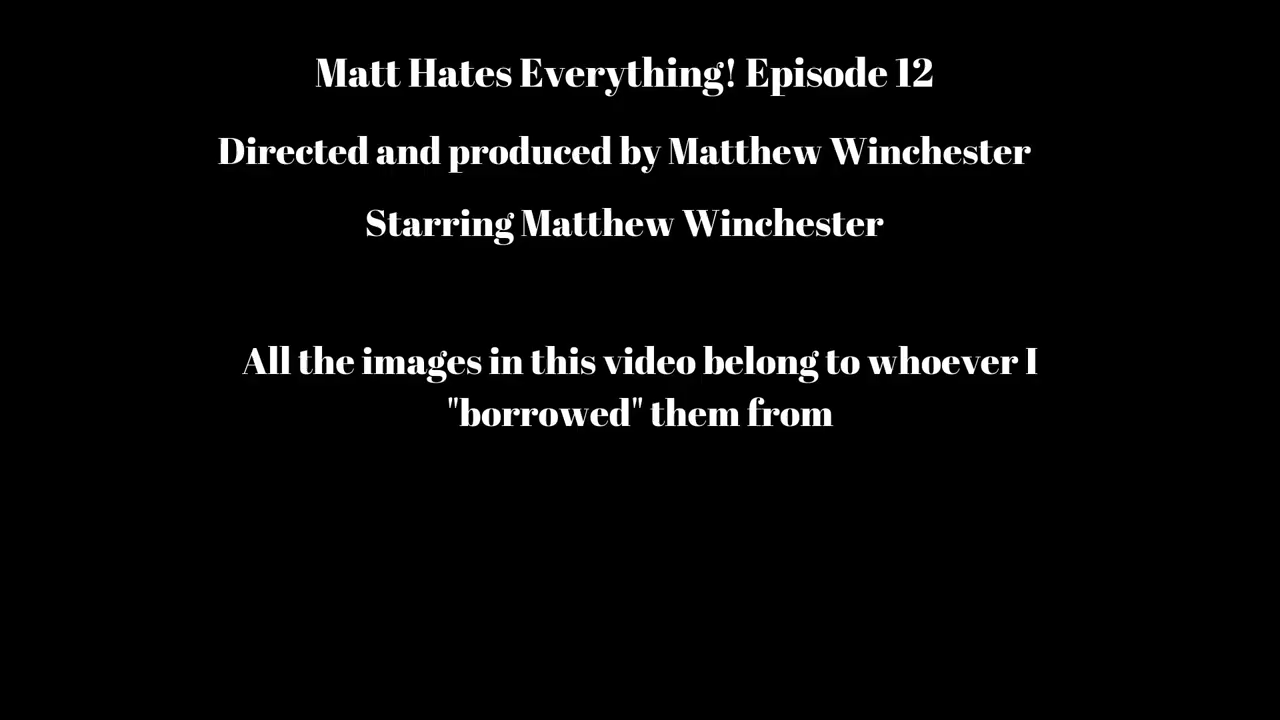 Matt Hates Everything! Episode 12
Directed and produced by Matthew Winchester
Starring Matthew Winchester
All the images in this video belong to whoever I
"borrowed" them from